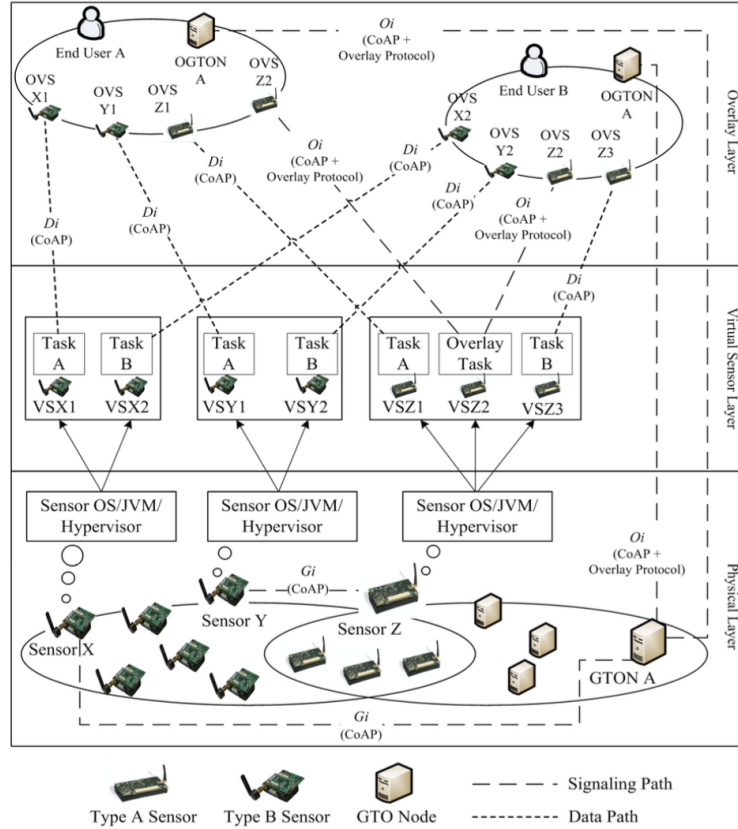 Oi
(CoAP +
Overlay Protocol)
End User A
OGTON
A
OVS
X1
OVS
Y1
OVS
Z1
OVS
Z2
End User B
OGTON
A
OVS
X2
OVS
Y2
OVS
Z2
OVS
Z3
Overlay Layer
Oi
(CoAP +
Overlay Protocol)
Di
(CoAP)
Di
(CoAP)
Di
(CoAP)
Di
(CoAP)
Di
(CoAP)
Oi
(CoAP +
Overlay Protocol)
Di
(CoAP)
Virtual Sensor Layer
Task
A
Task
B
VSX1
VSX2
Task
A
Task
B
VSY1
VSY2
Task
A
Overlay
Task
Task
B
VSZ1
VSZ2
VSZ3
Sensor OS/JVM/
Hypervisor
Sensor OS/JVM/
Hypervisor
Sensor OS/JVM/
Hypervisor
Physical Layer
Oi
(CoAP +
Overlay Protocol)
Gi
(CoAP)
Sensor X
Sensor Y
Sensor Z
GTON A
Gi
(CoAP)
Type A Sensor
Type B Sensor
GTO Node
Signaling Path
Data Path